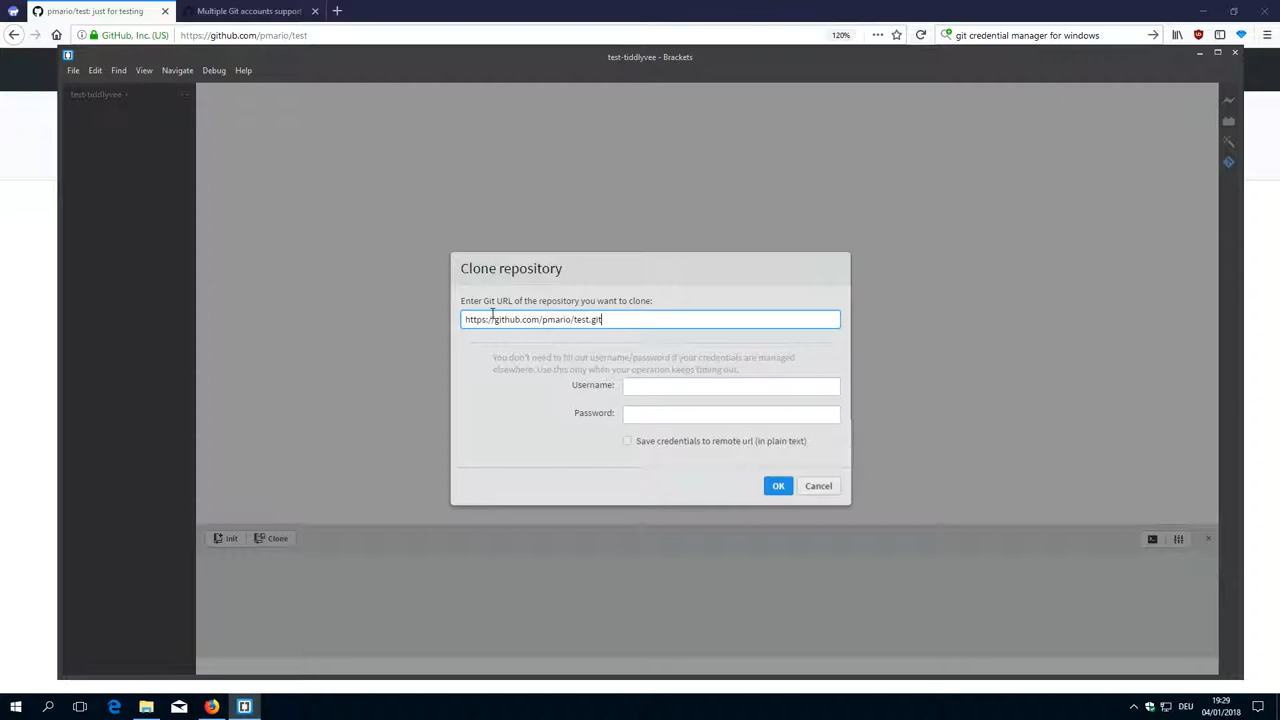 pmario/test: just for testing
Multiple Git accounts support
GitHub, Inc. (US)
https://github.com/pmario/test
120%
git credential manager for windows
test-tiddlyvee - Brackets
File Edit Find View Navigate Debug Help
test-tiddlyvee
Clone repository
Enter Git URL of the repository you want to clone:
https://github.com/pmario/test.git
You don't need to fill out username/password if your credentials are managed
elsewhere. Use this only when your operation keeps timing out.
Username:
Password:
Save credentials to remote url (in plain text)
OK Cancel
Init Clone
DEU
19:29
04/01/2018